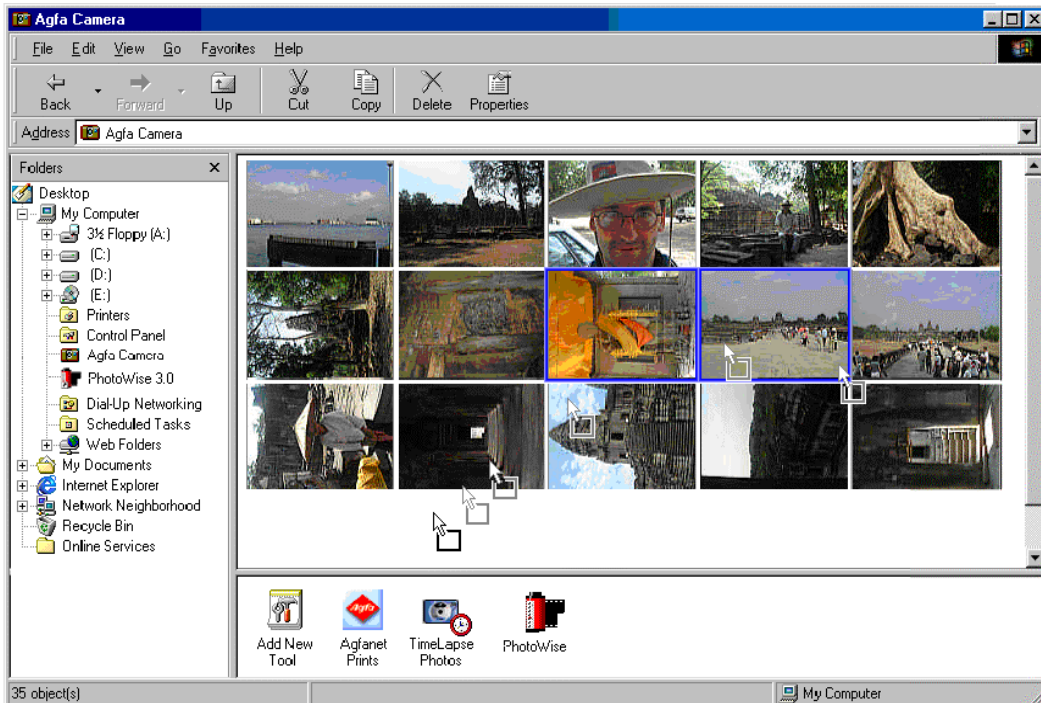 Agfa Camera
File Edit View Go Favorites Help
Back Forward Up Cut Copy Delete Properties
Address Agfa Camera
Folders
Desktop
My Computer
3½ Floppy (A:)
(C:)
(D:)
(E:)
Printers
Control Panel
Agfa Camera
PhotoWise 3.0
Dial-Up Networking
Scheduled Tasks
Web Folders
My Documents
Internet Explorer
Network Neighborhood
Recycle Bin
Online Services
Agfa
Add New
Tool
Agfanet
Prints
TimeLapse
Photos
PhotoWise
35 object(s)
My Computer